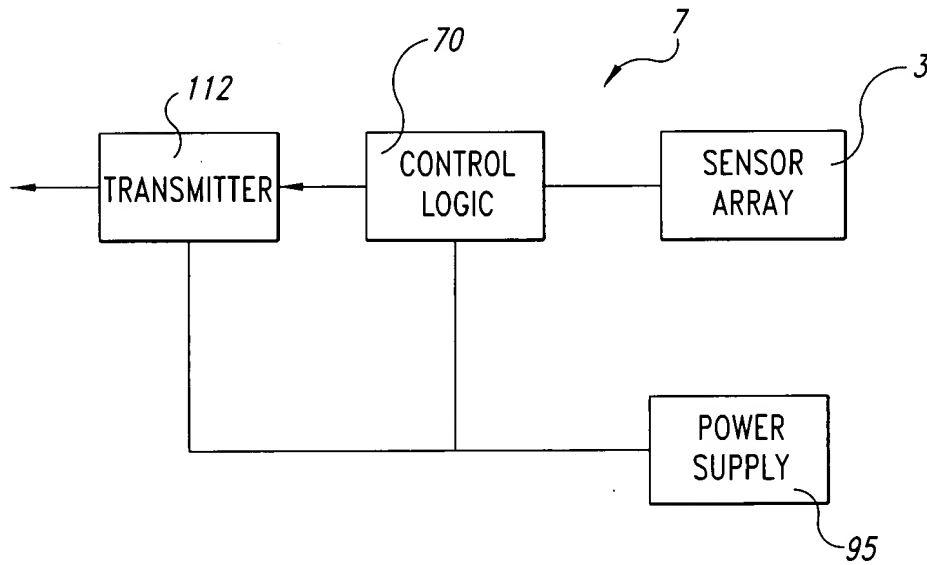 7
70
3
112
TRANSMITTER
CONTROL
LOGIC
SENSOR
ARRAY
POWER
SUPPLY
95